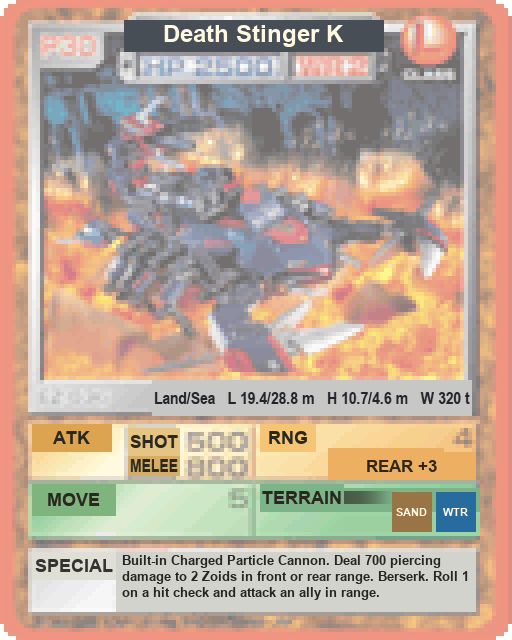 Death Stinger K
P30
L
CLASS
Land/Sea L 19.4/28.8 m H 10.7/4.6 m W 320 t
ATK
SHOT 500
MELEE 800
RNG 4
REAR +3
MOVE 5
TERRAIN SAND WTR
SPECIAL
Built-in Charged Particle Cannon. Deal 700 piercing
damage to 2 Zoids in front or rear range. Berserk. Roll 1
on a hit check and attack an ally in range.